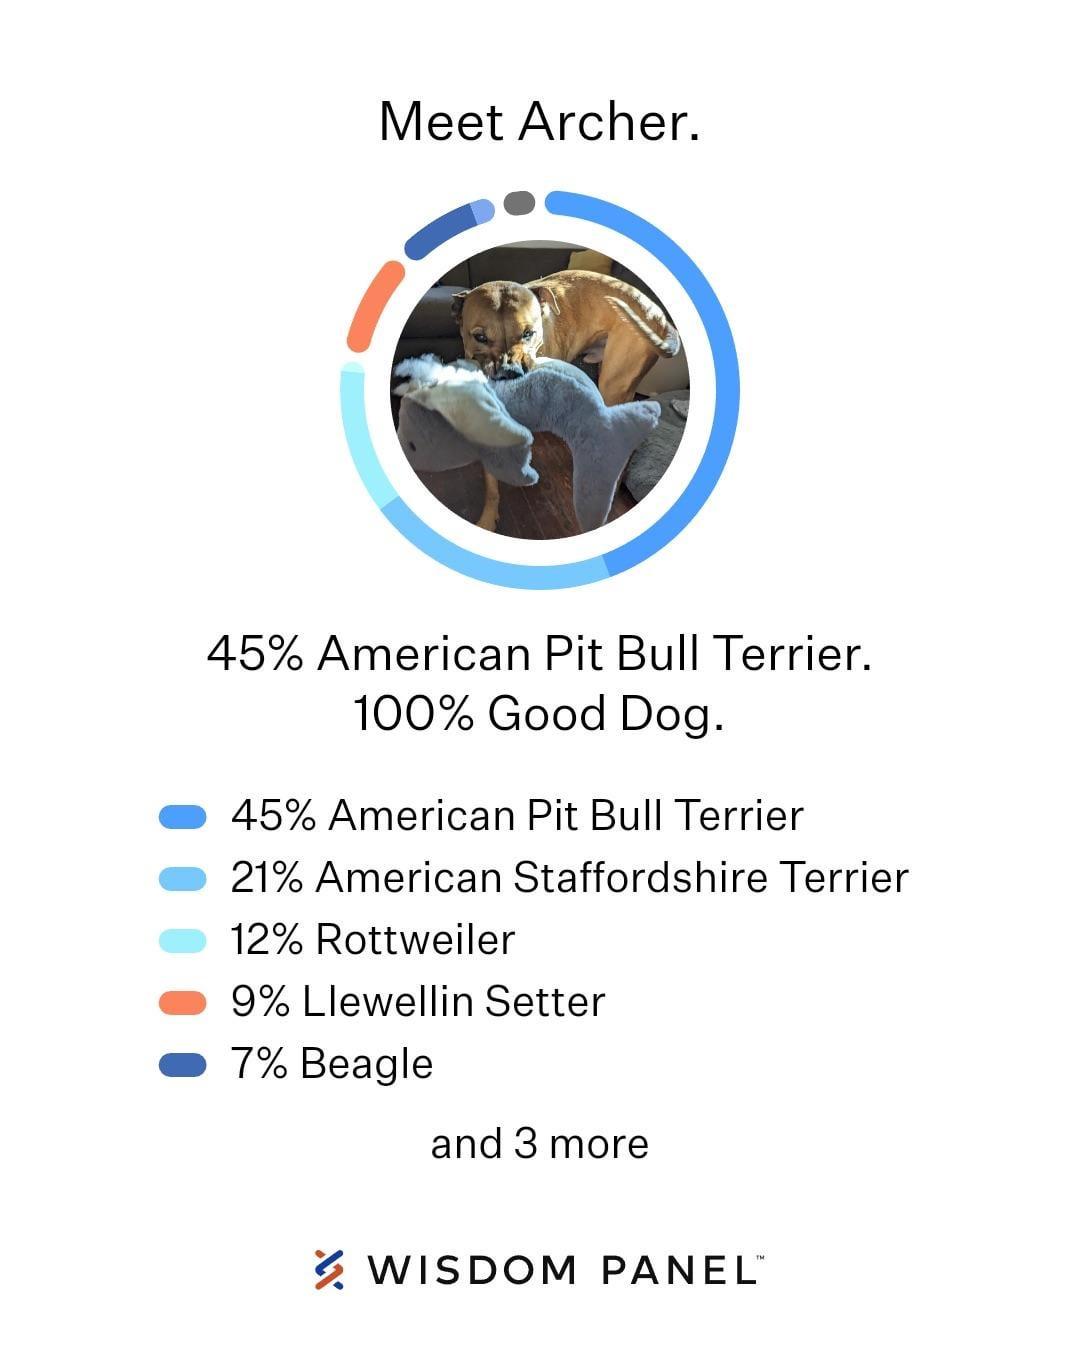 Meet Archer.
45% American Pit Bull Terrier.
100% Good Dog.
45% American Pit Bull Terrier
21% American Staffordshire Terrier
12% Rottweiler
9% Llewellin Setter
7% Beagle
and 3 more
WISDOM PANEL™